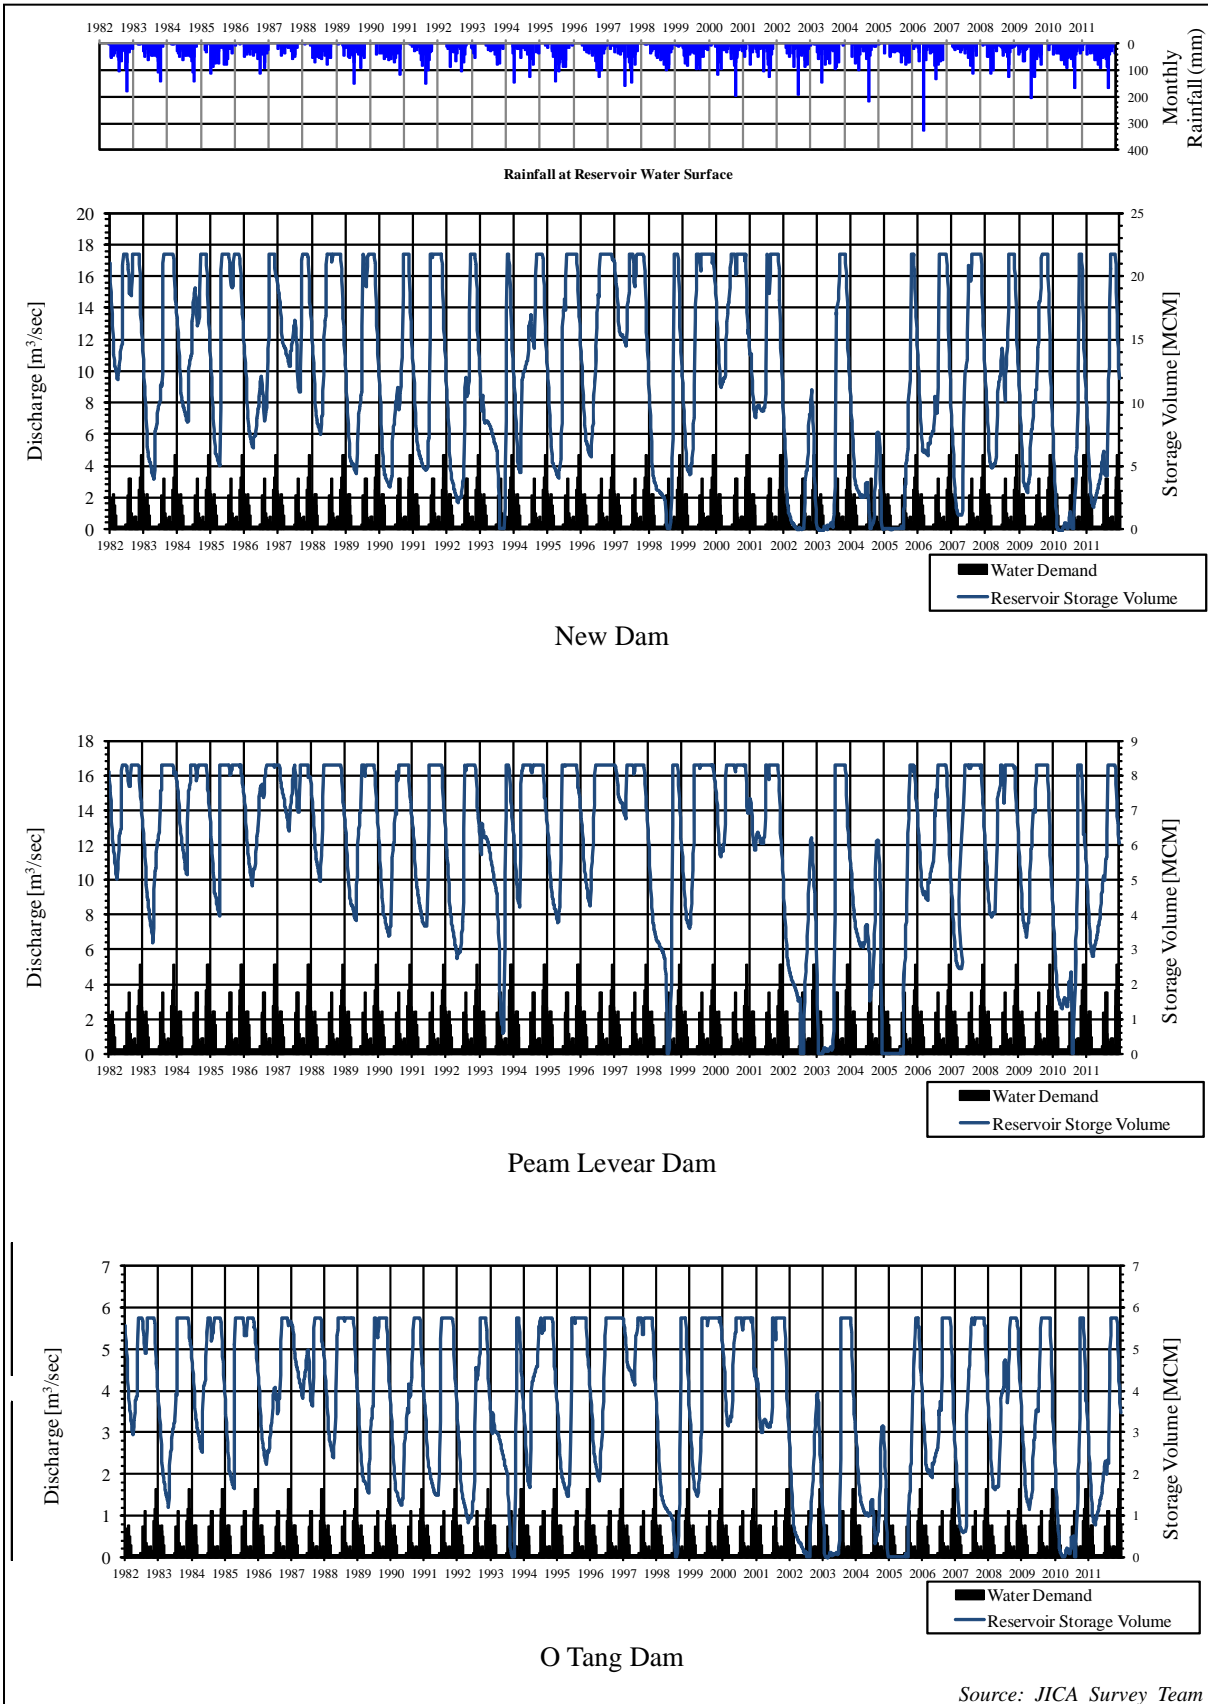 1982 1983 1984 1985 1986 1987 1988 1989 1990 1991 1992 1993 1994 1995 1996 1997 1998 1999 2000 2001 2002 2003 2004 2005 2006 2007 2008 2009 2010 2011
0
100
200
300
400
Monthly
Rainfall (mm)
Rainfall at Reservoir Water Surface
20
18
16
14
12
10
8
6
4
2
0
Discharge [m³/sec]
25
20
15
10
5
0
Storage Volume [MCM]
1982 1983 1984 1985 1986 1987 1988 1989 1990 1991 1992 1993 1994 1995 1996 1997 1998 1999 2000 2001 2002 2003 2004 2005 2006 2007 2008 2009 2010 2011
Water Demand
Reservoir Storage Volume
New Dam
18
16
14
12
10
8
6
4
2
0
Discharge [m³/sec]
9
8
7
6
5
4
3
2
1
0
Storage Volume [MCM]
1982 1983 1984 1985 1986 1987 1988 1989 1990 1991 1992 1993 1994 1995 1996 1997 1998 1999 2000 2001 2002 2003 2004 2005 2006 2007 2008 2009 2010 2011
Water Demand
Reservoir Storge Volume
Peam Levear Dam
7
6
5
4
3
2
1
0
Discharge [m³/sec]
7
6
5
4
3
2
1
0
Storage Volume [MCM]
1982 1983 1984 1985 1986 1987 1988 1989 1990 1991 1992 1993 1994 1995 1996 1997 1998 1999 2000 2001 2002 2003 2004 2005 2006 2007 2008 2009 2010 2011
Water Demand
Reservoir Storage Volume
O Tang Dam
Source: JICA Survey Team